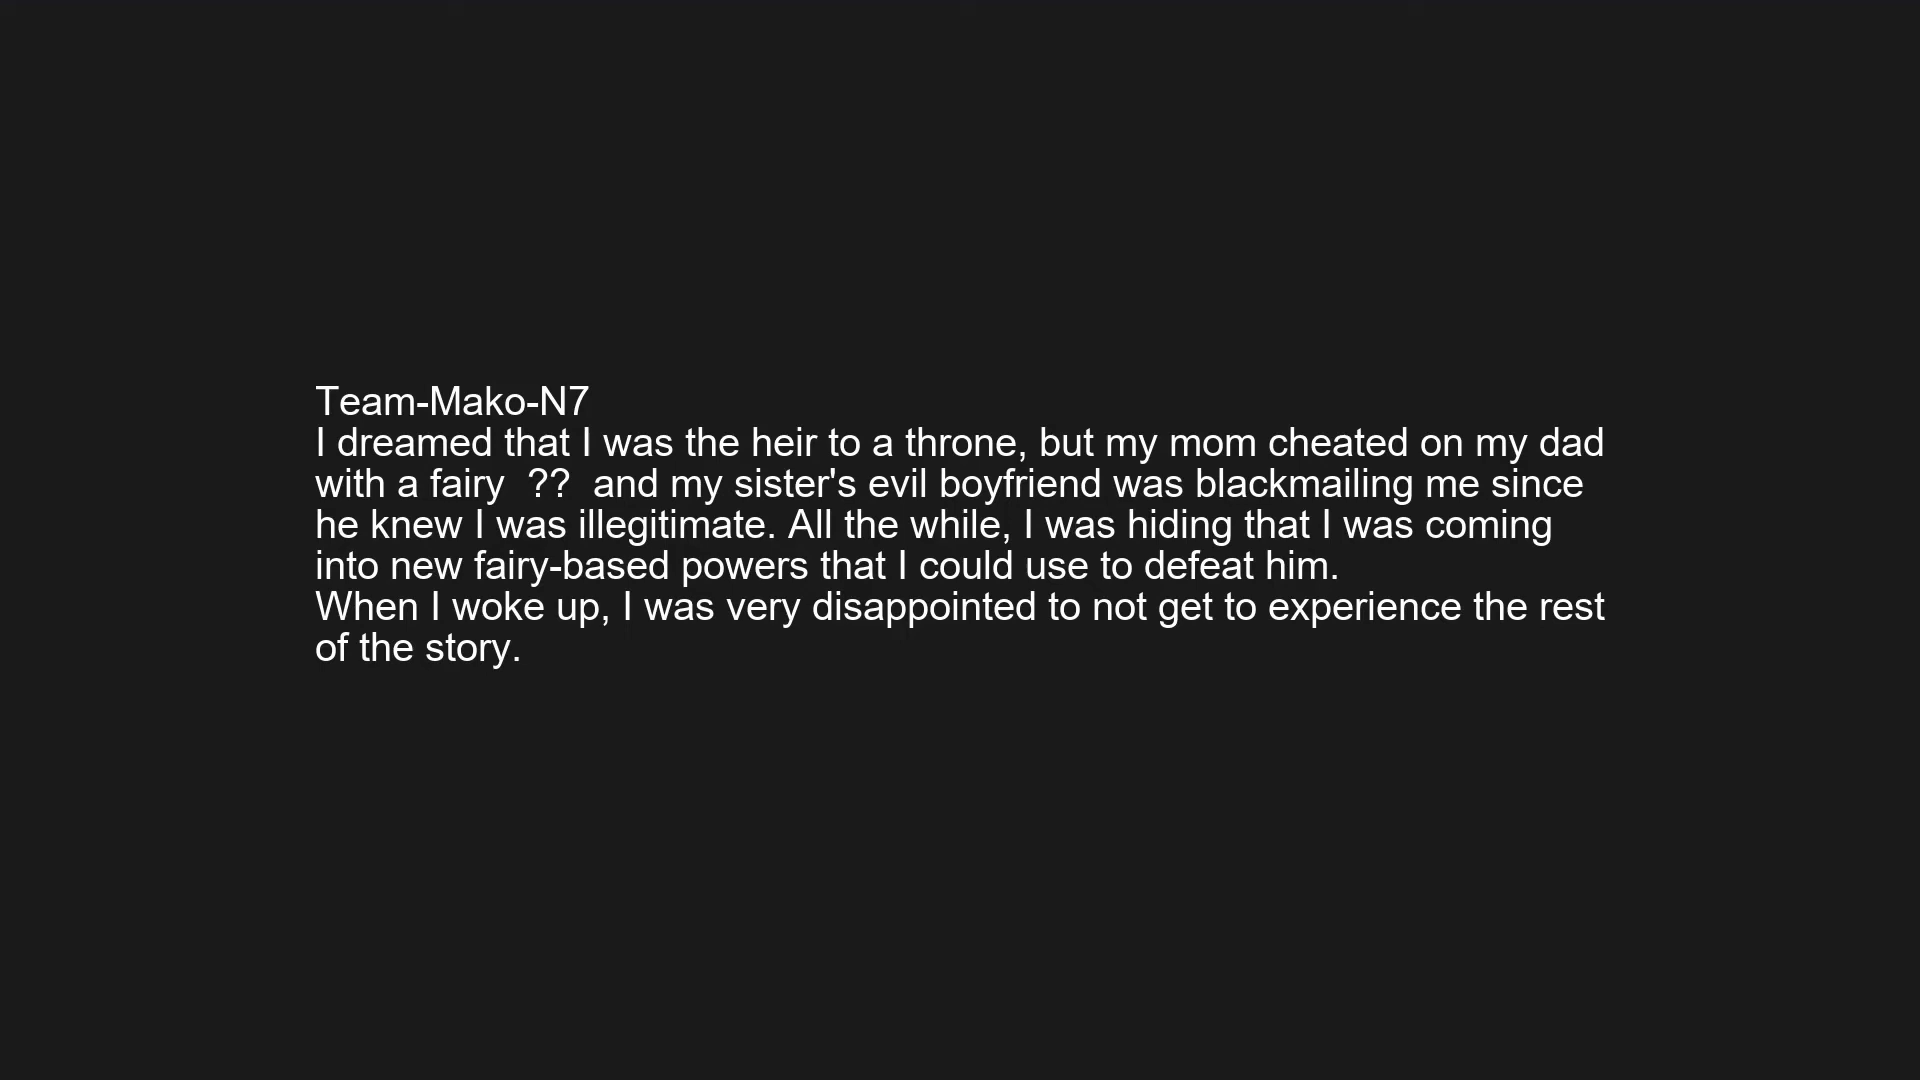 Team-Mako-N7
I dreamed that I was the heir to a throne, but my mom cheated on my dad
with a fairy  ??  and my sister's evil boyfriend was blackmailing me since
he knew I was illegitimate. All the while, I was hiding that I was coming
into new fairy-based powers that I could use to defeat him.
When I woke up, I was very disappointed to not get to experience the rest
of the story.